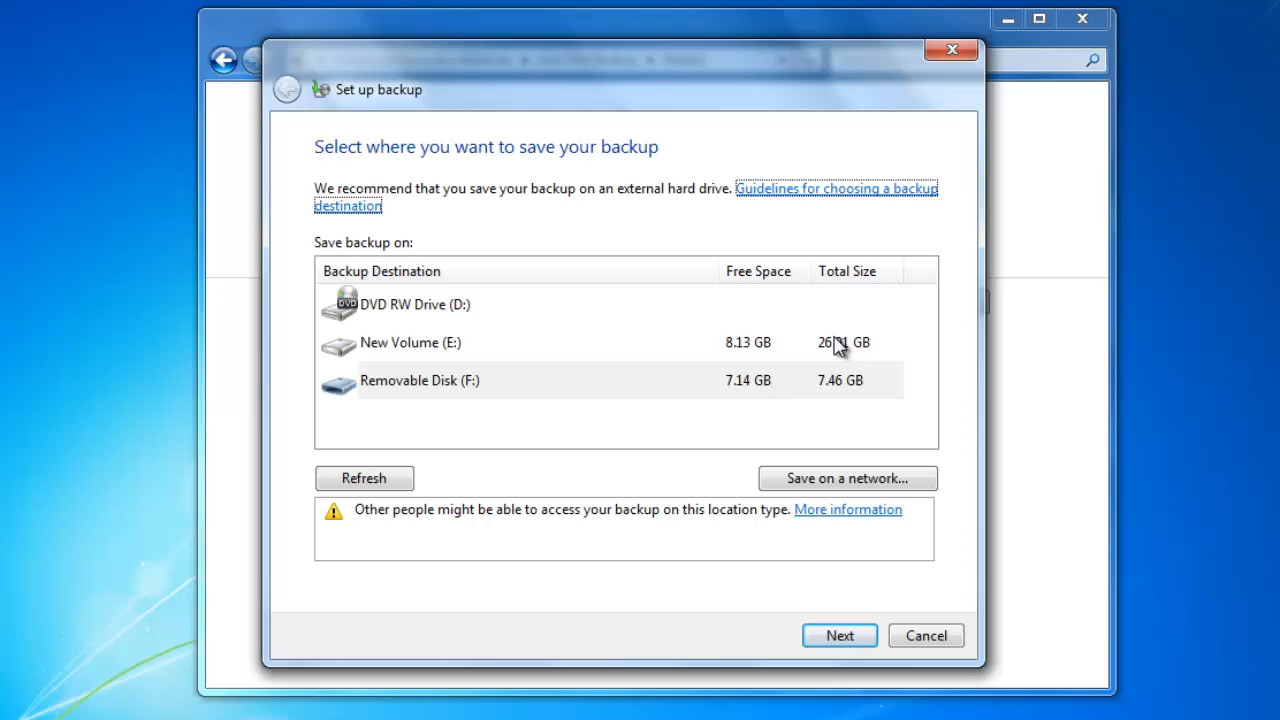 Set up backup
Select where you want to save your backup
We recommend that you save your backup on an external hard drive. Guidelines for choosing a backup
destination
Save backup on:
Backup Destination Free Space Total Size
DVD
DVD RW Drive (D:)
New Volume (E:) 8.13 GB GB
Removable Disk (F:) 7.14 GB 7.46 GB
Refresh Save on a network...
Other people might be able to access your backup on this location type. More information
Next Cancel